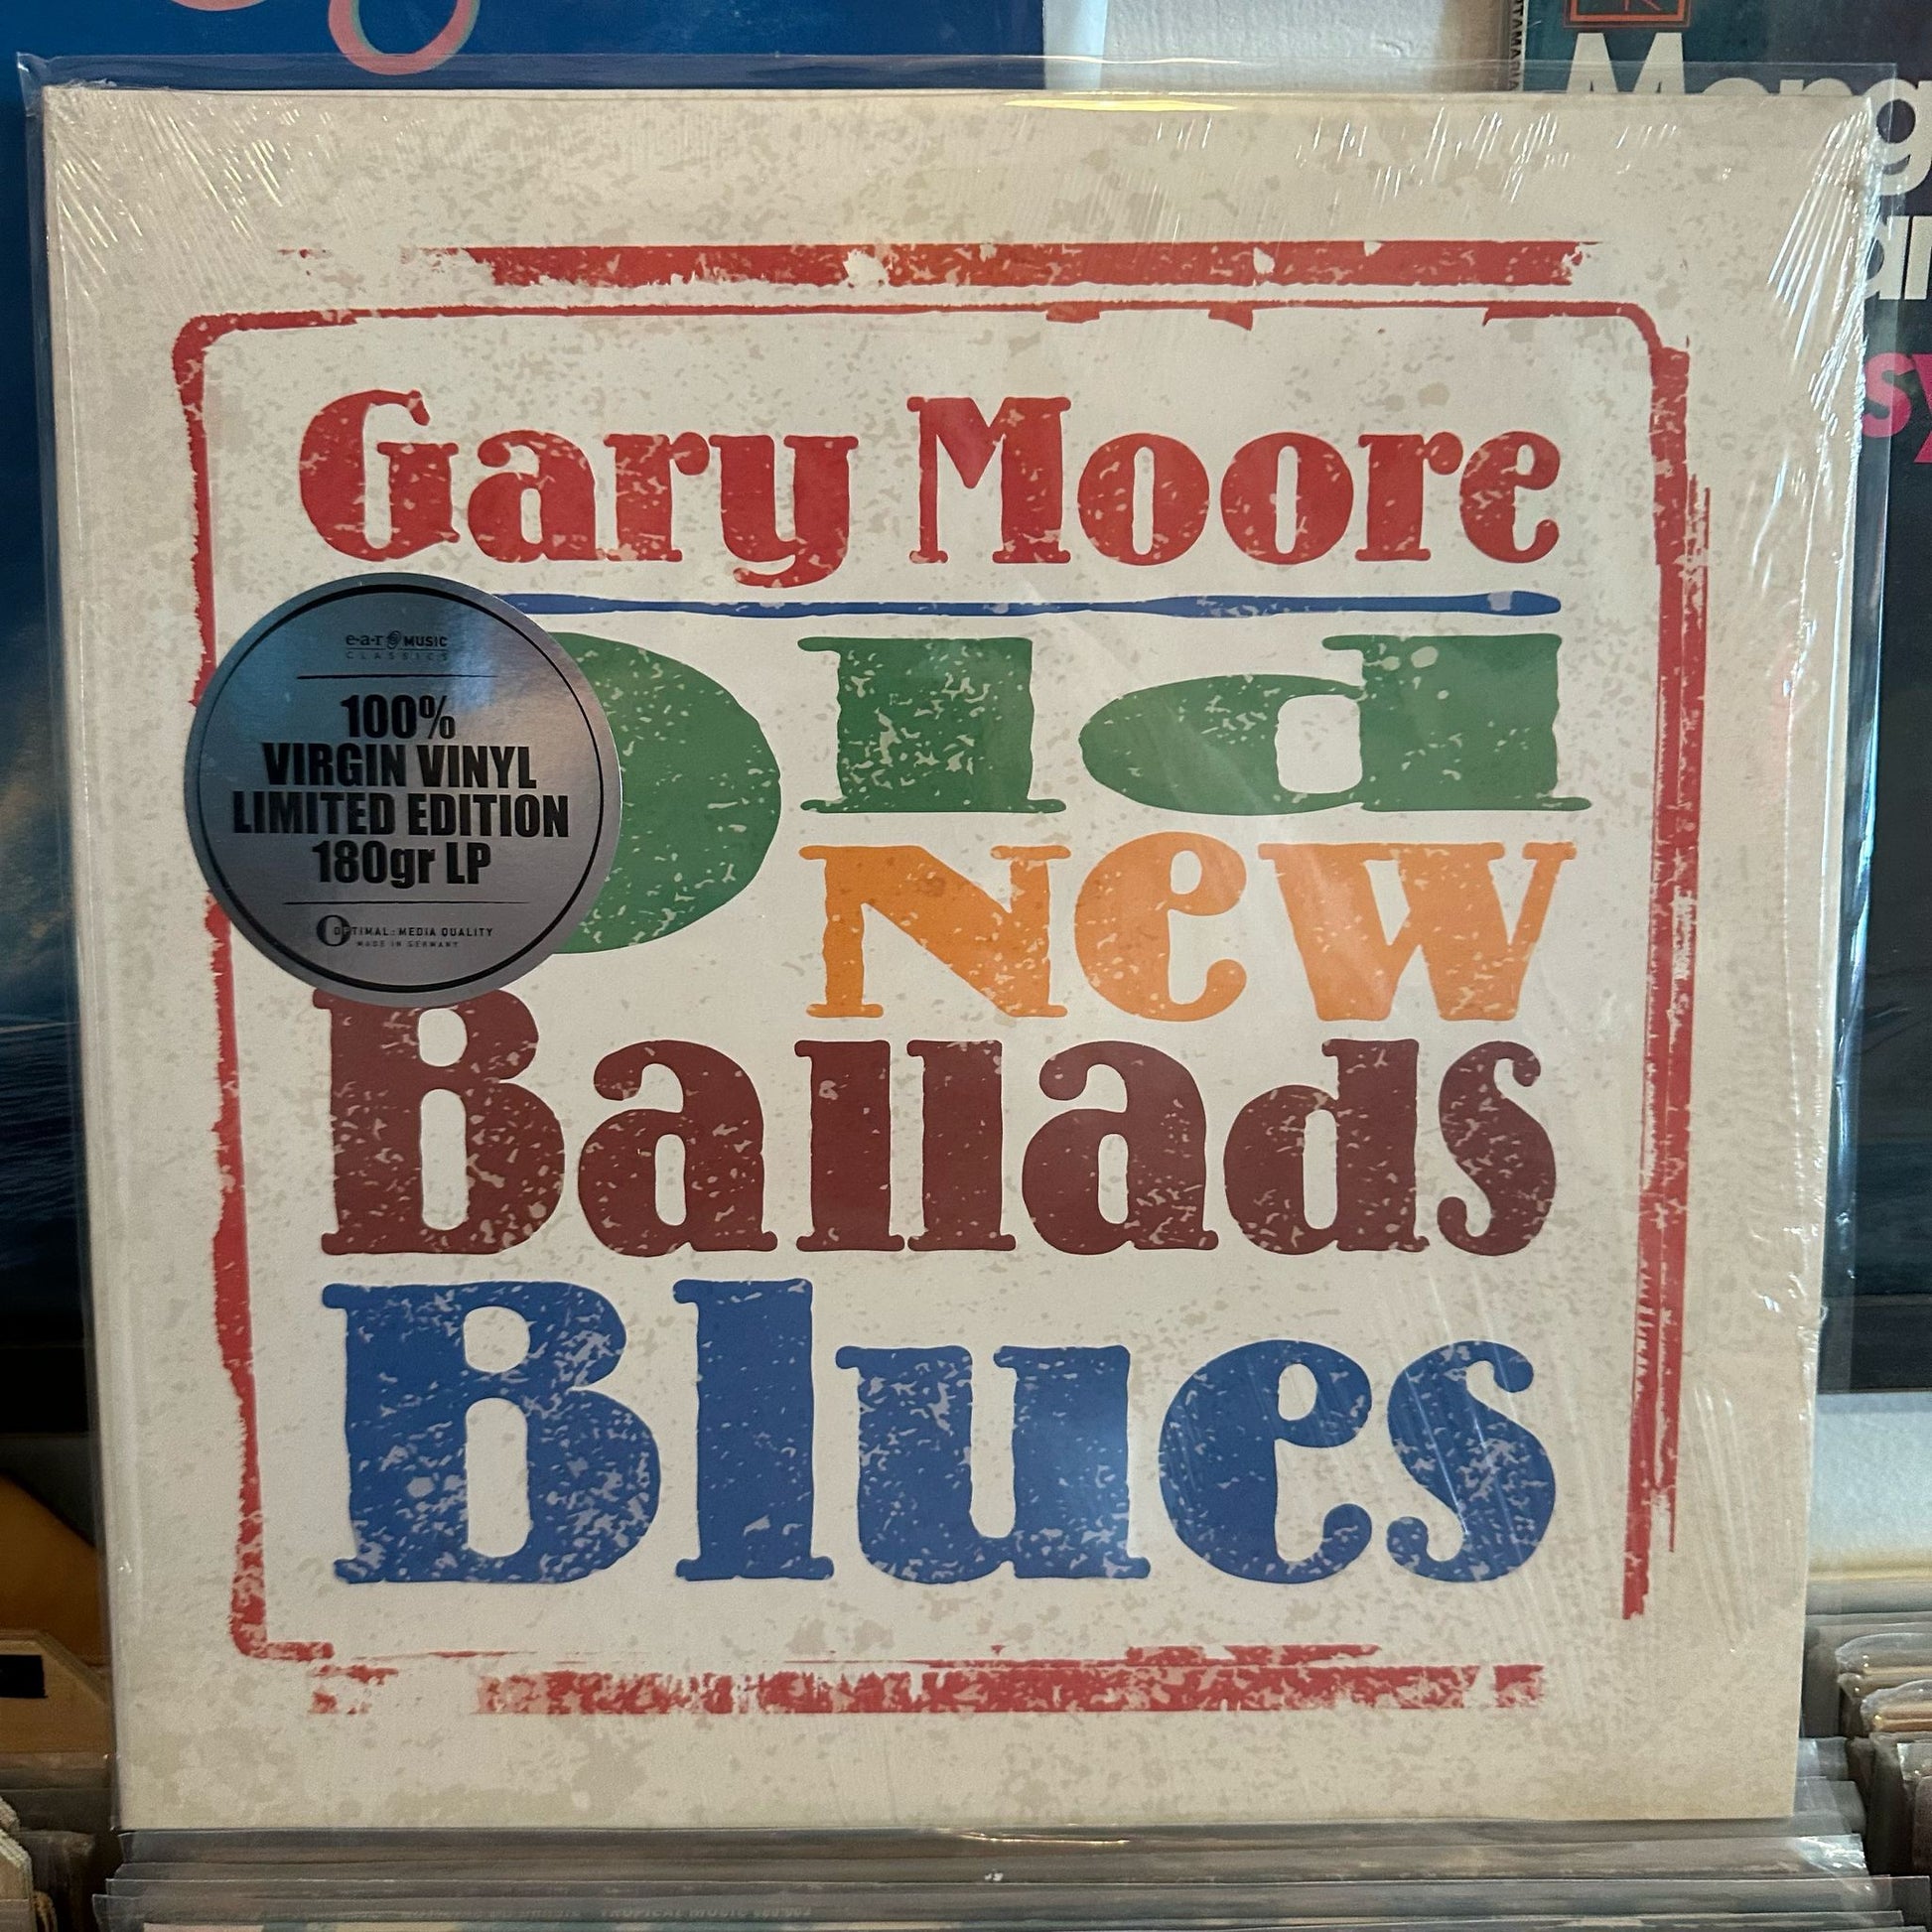 Gary Moore
Old
New
Ballads
Blues
e·a·r MUSIC
CLASSICS
100%
VIRGIN VINYL
LIMITED EDITION
180gr LP
OPTIMAL:MEDIA QUALITY
MADE IN GERMANY